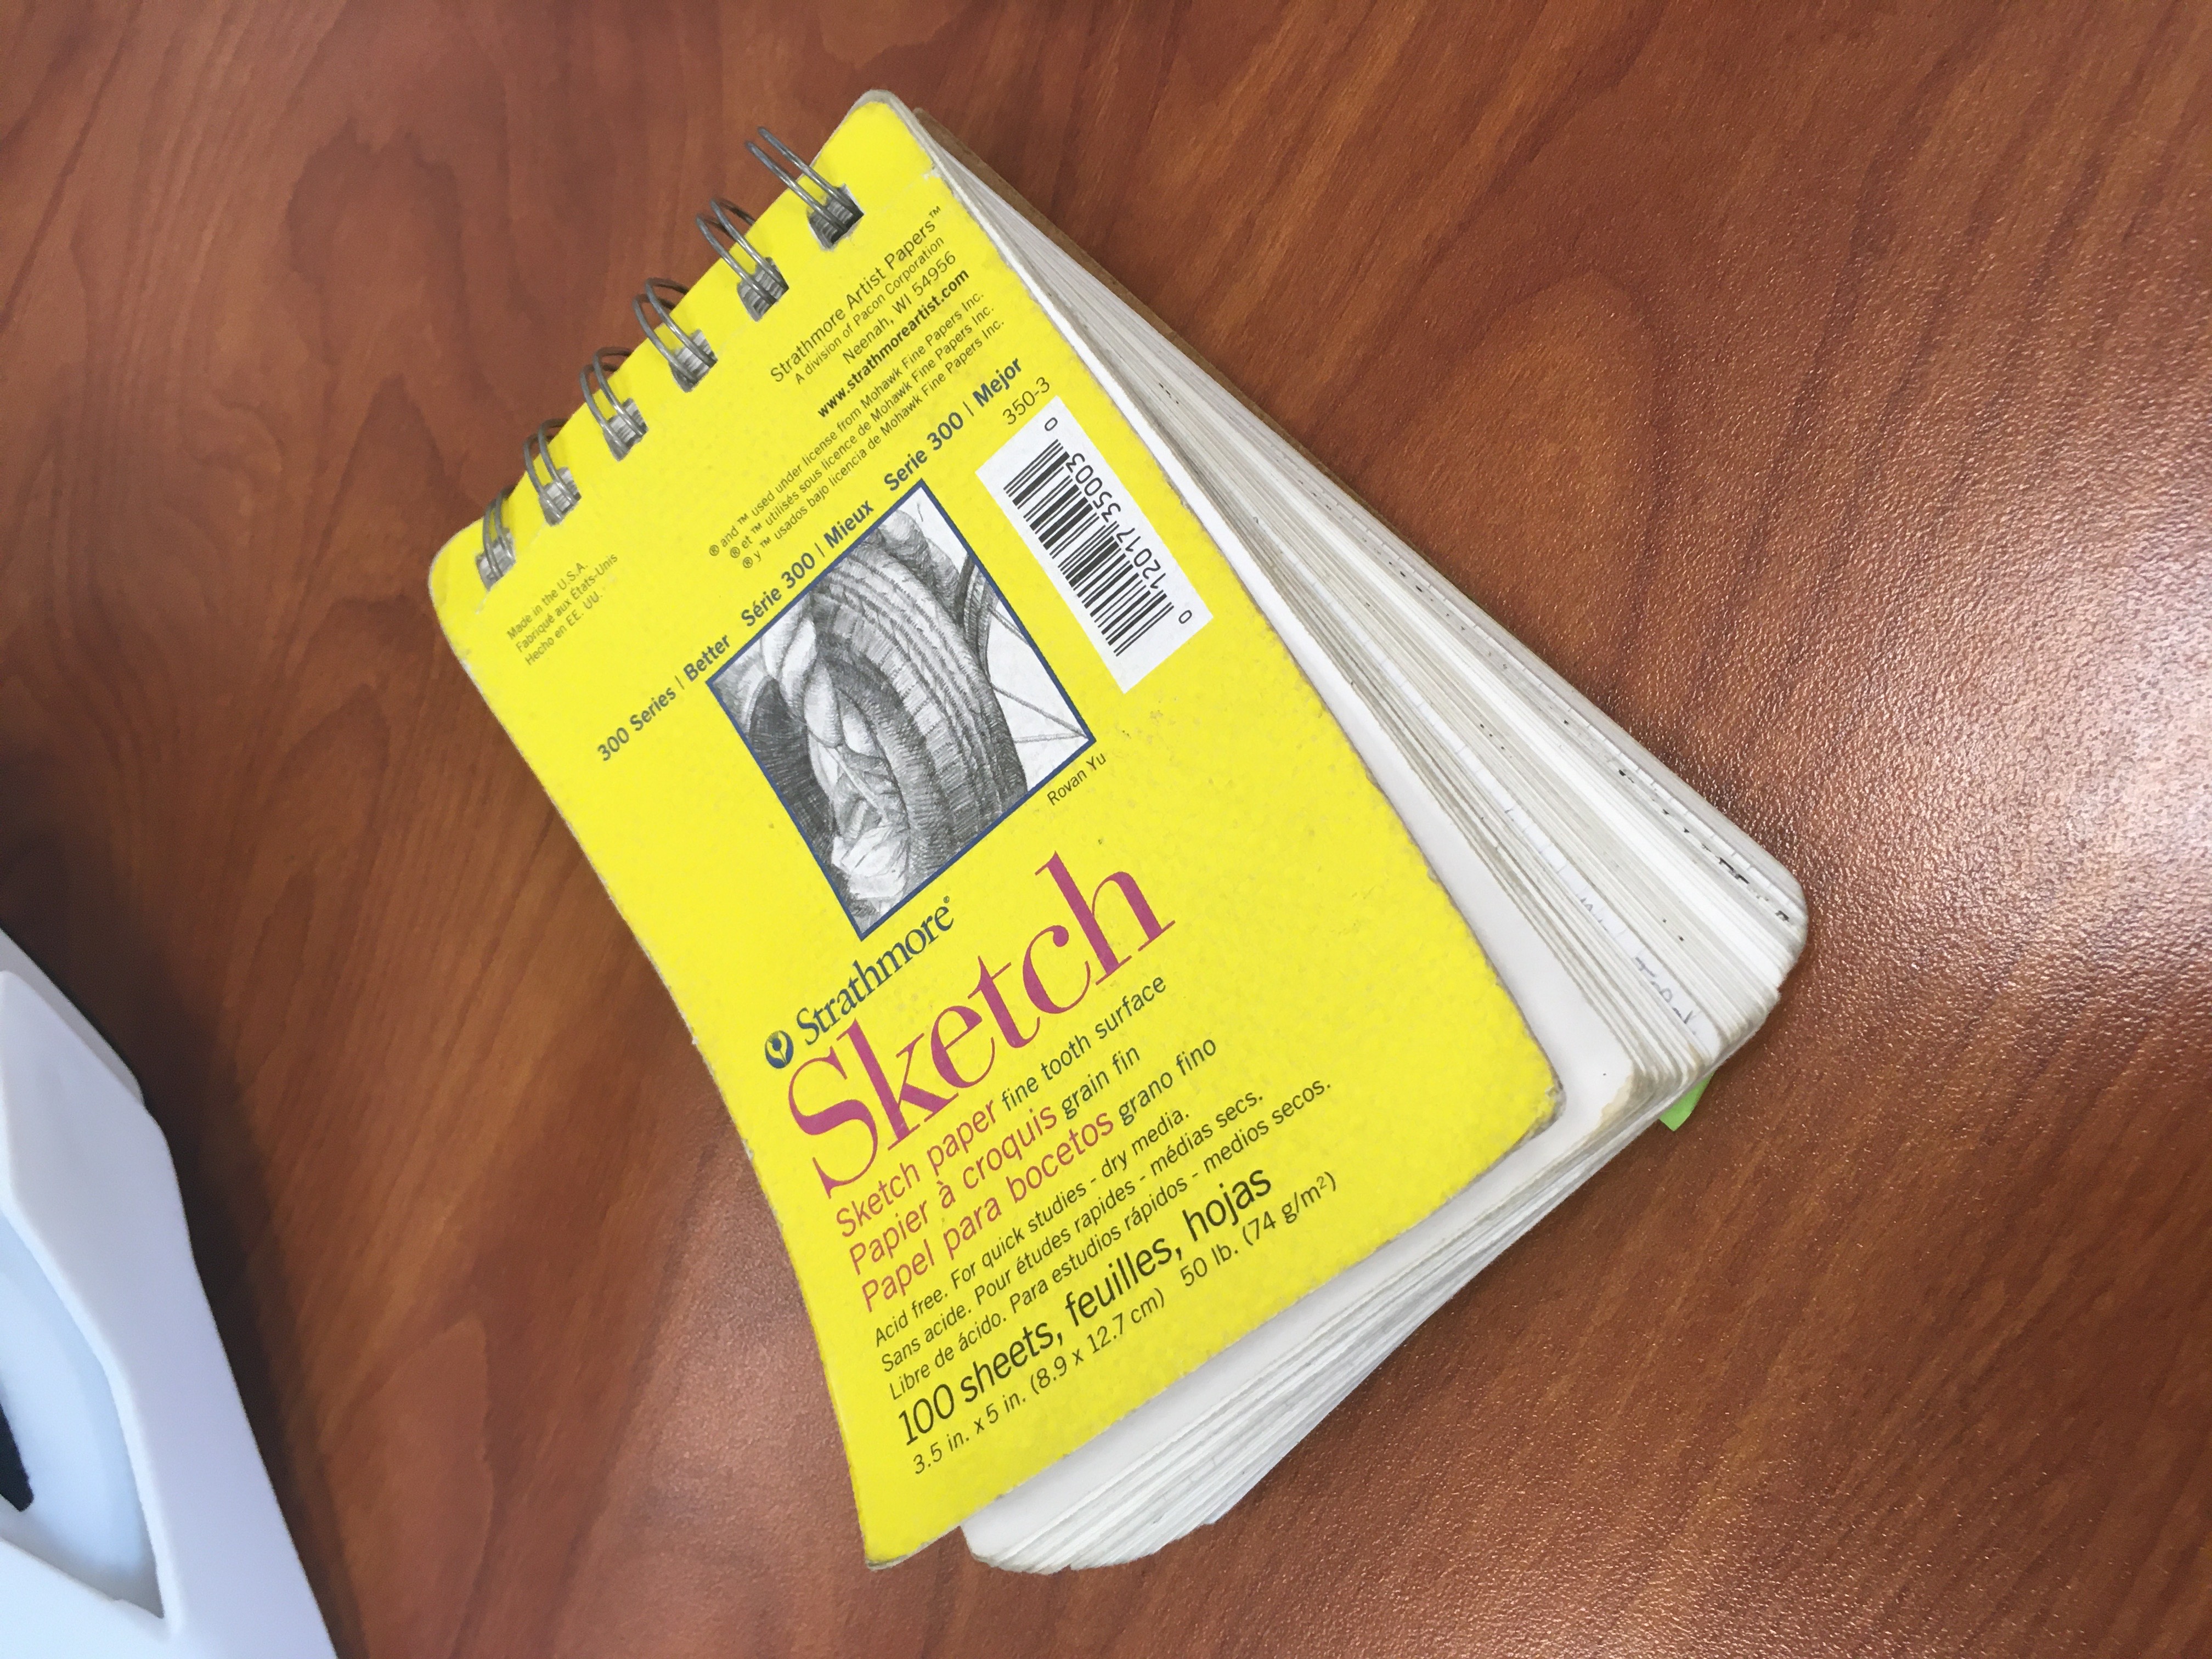 Made in the U.S.A.
Fabriqué aux États-Unis
Hecho en EE. UU.
Strathmore Artist Papers™
A division of Pacon Corporation
Neenah, WI 54956
www.strathmoreartist.com
® and ™ used under license from Mohawk Fine Papers Inc.
® et ™ utilisés sous licence de Mohawk Fine Papers Inc.
® y ™ usados bajo licencia de Mohawk Fine Papers Inc.
300 Series | Better Série 300 | Mieux Serie 300 | Mejor
350-3
0 12017 35003 0
Rovan Yu
Strathmore®
Sketch
Sketch paper fine tooth surface
Papier à croquis grain fin
Papel para bocetos grano fino
Acid free. For quick studies - dry media.
Sans acide. Pour études rapides - médias secs.
Libre de ácido. Para estudios rápidos - medios secos.
100 sheets, feuilles, hojas
3.5 in. x 5 in. (8.9 x 12.7 cm) 50 lb. (74 g/m²)